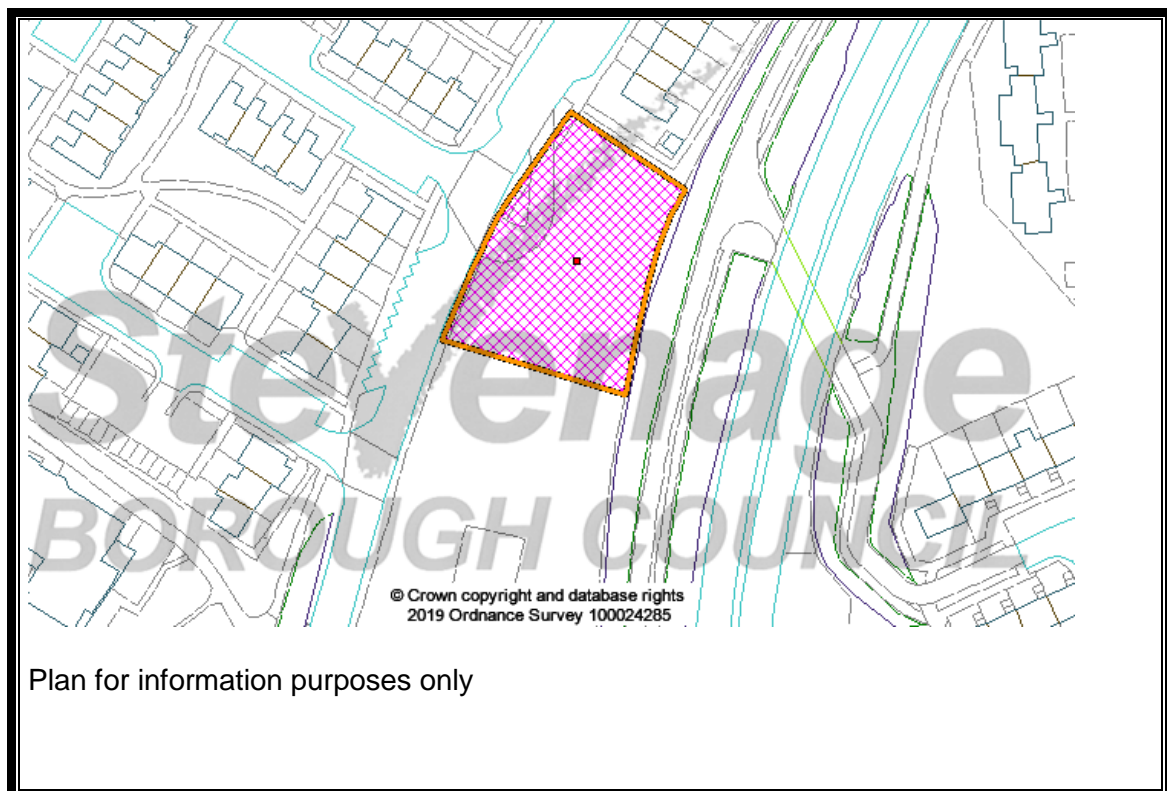 Stevenage
BOROUGH COUNCIL
© Crown copyright and database rights
2019 Ordnance Survey 100024285
Plan for information purposes only